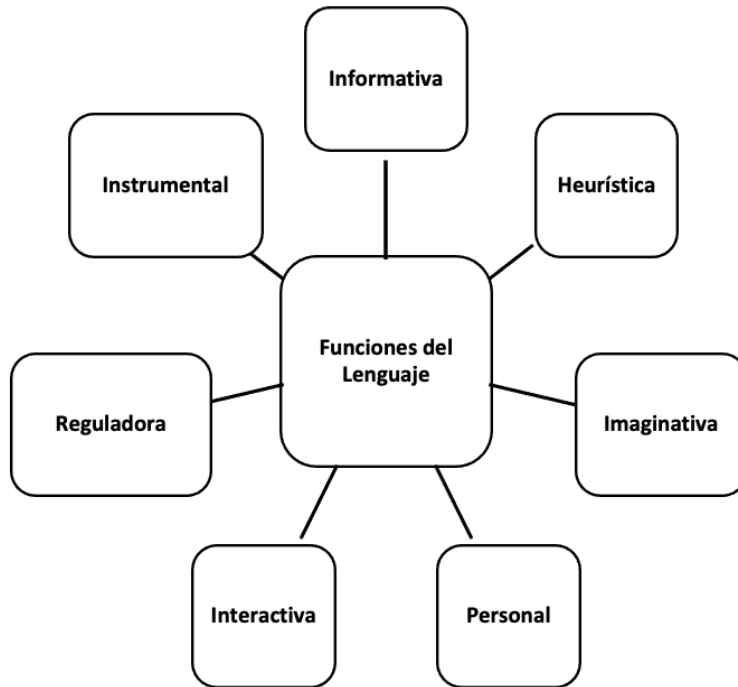 Informativa
Instrumental
Heurística
Funciones del
Lenguaje
Reguladora
Imaginativa
Interactiva
Personal